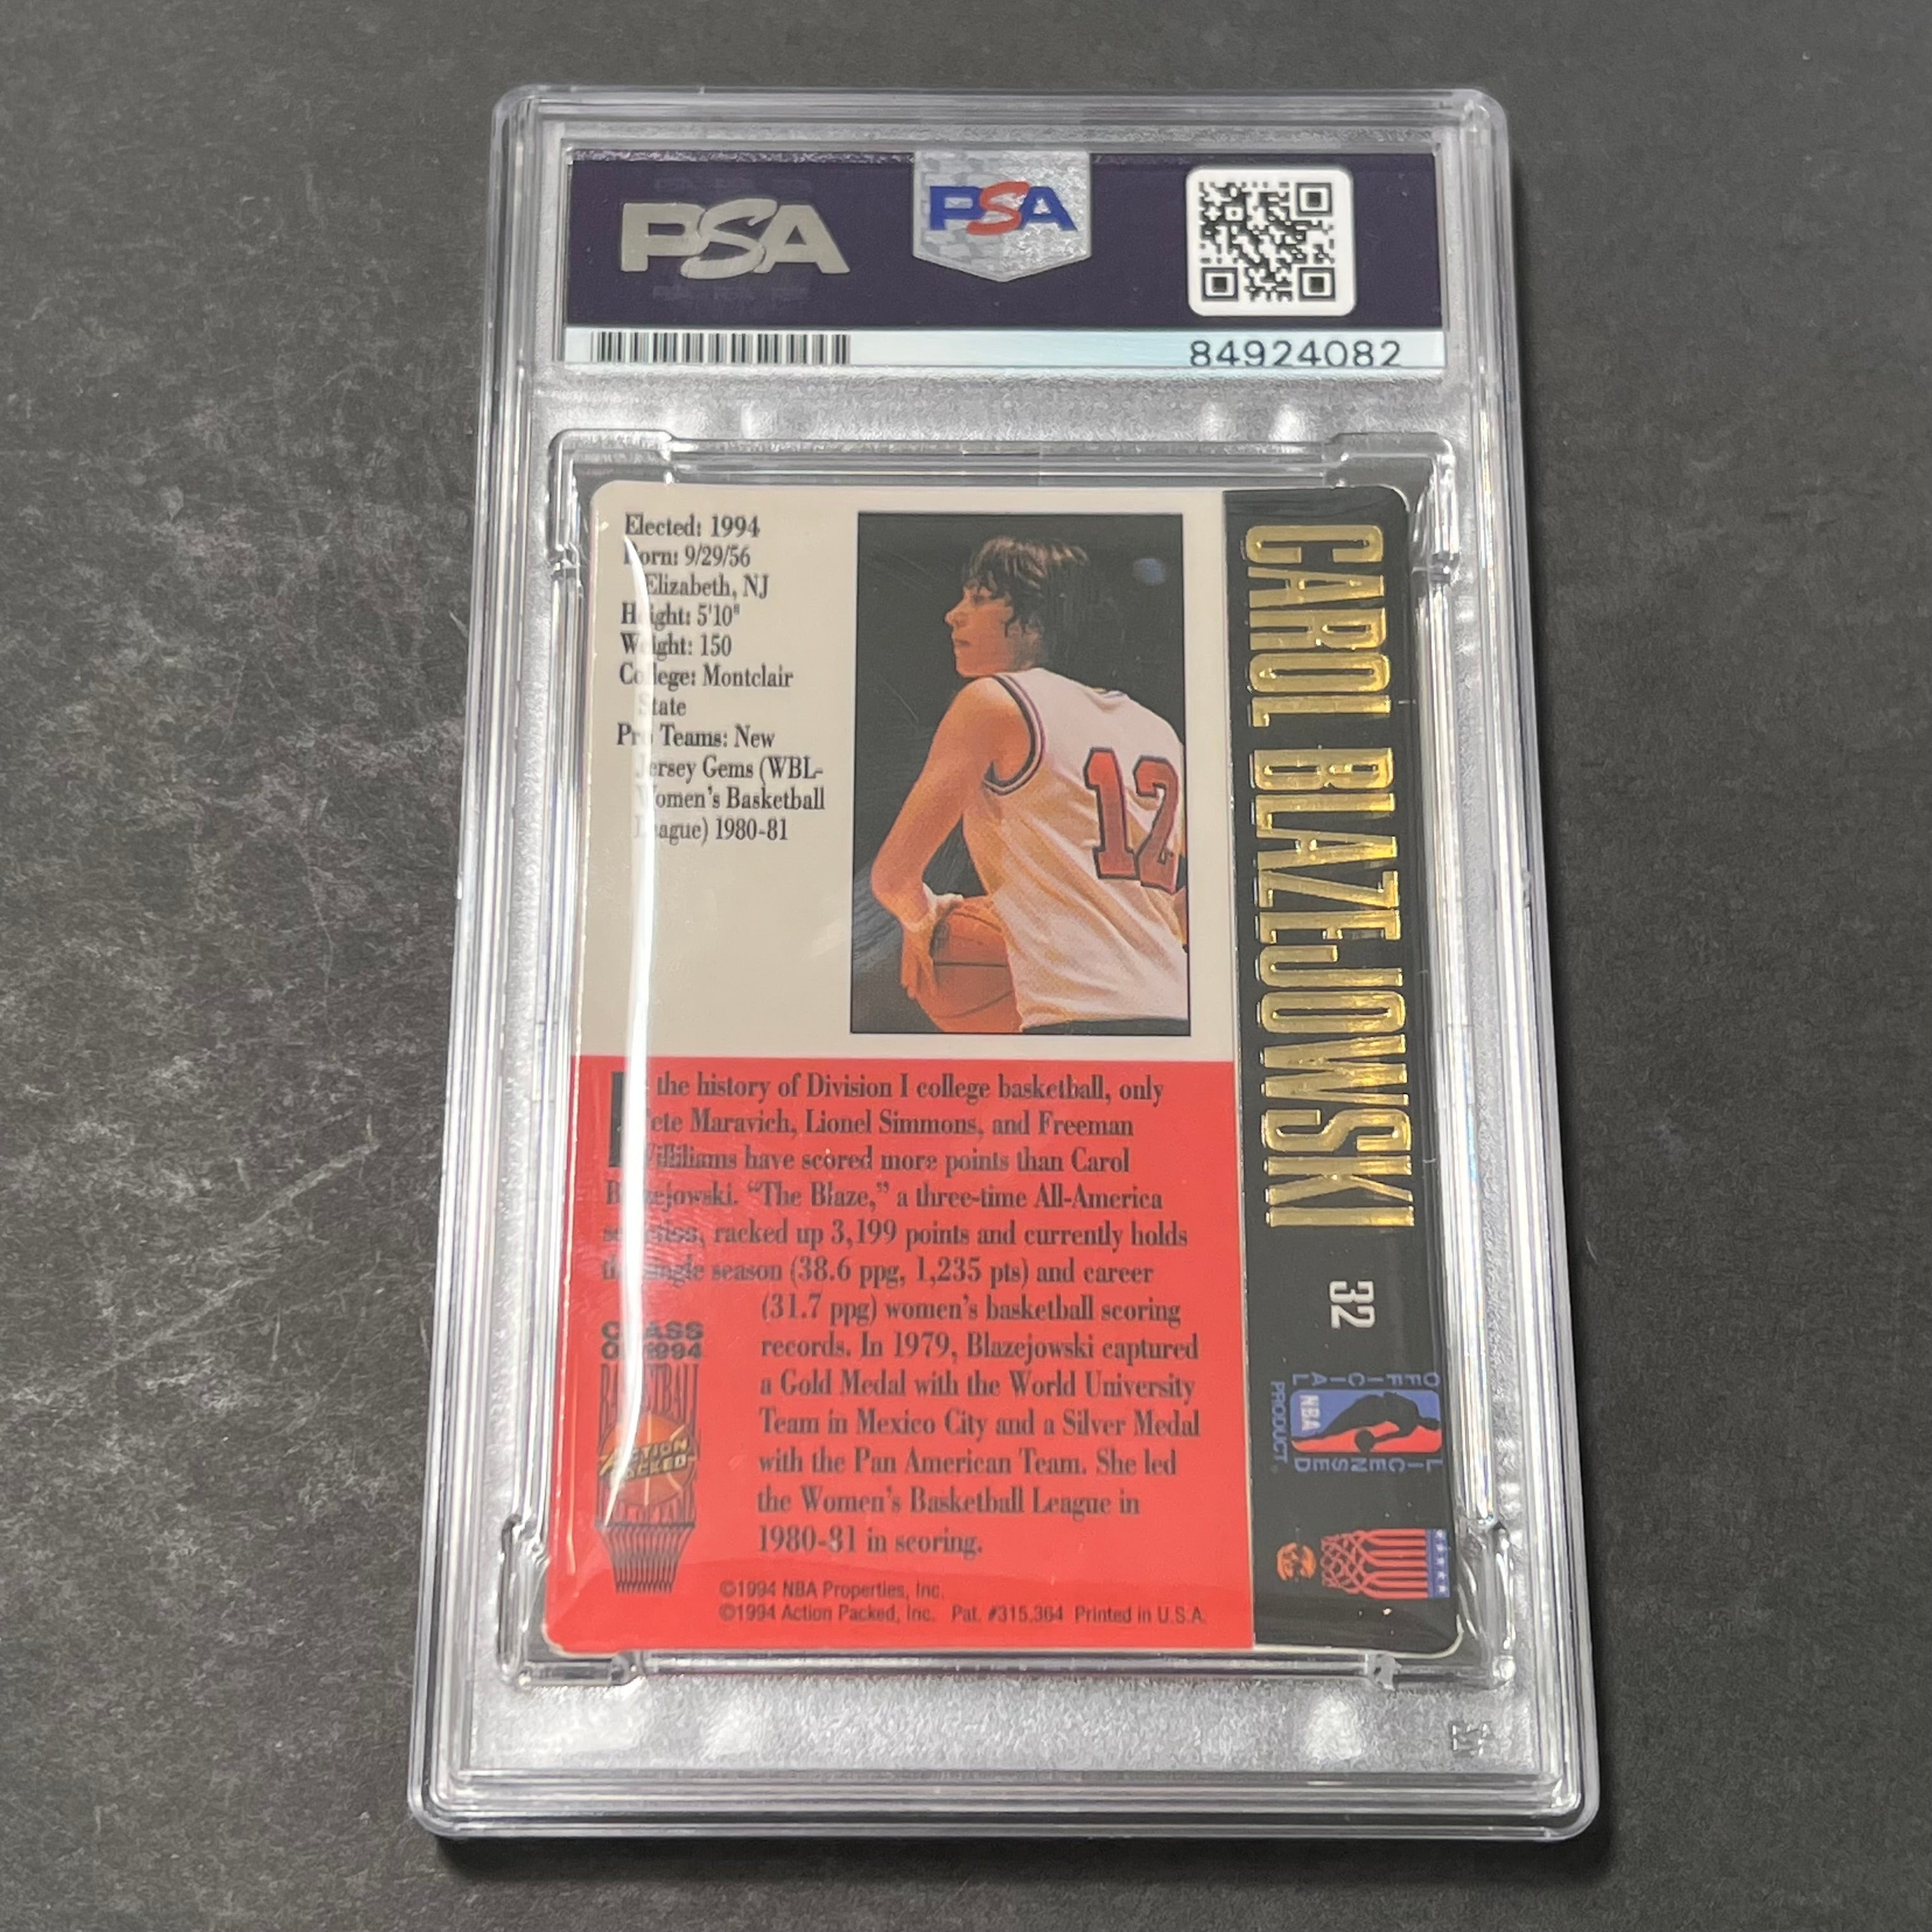 PSA
PSA
84924082
Elected: 1994
Born: 9/29/56
Elizabeth, NJ
Height: 5'10"
Weight: 150
College: Montclair
State
Pro Teams: New
Jersey Gems (WBL-
Women's Basketball
League) 1980-81
12
CAROL BLAZEJOWSKI
32
OFFICIAL
NBA
LICENSED
PRODUCT
the history of Division I college basketball, only
Pete Maravich, Lionel Simmons, and Freeman
Willliams have scored more points than Carol
Blazejowski. "The Blaze," a three-time All-America
selection, racked up 3,199 points and currently holds
the single season (38.6 ppg, 1,235 pts) and career
(31.7 ppg) women's basketball scoring
records. In 1979, Blazejowski captured
a Gold Medal with the World University
Team in Mexico City and a Silver Medal
with the Pan American Team. She led
the Women's Basketball League in
1980-81 in scoring.
CLASS
OF 1994
BASKETBALL
ACTION
PACKED
©1994 NBA Properties, Inc.
©1994 Action Packed, Inc. Pat. #315,364 Printed in U.S.A.